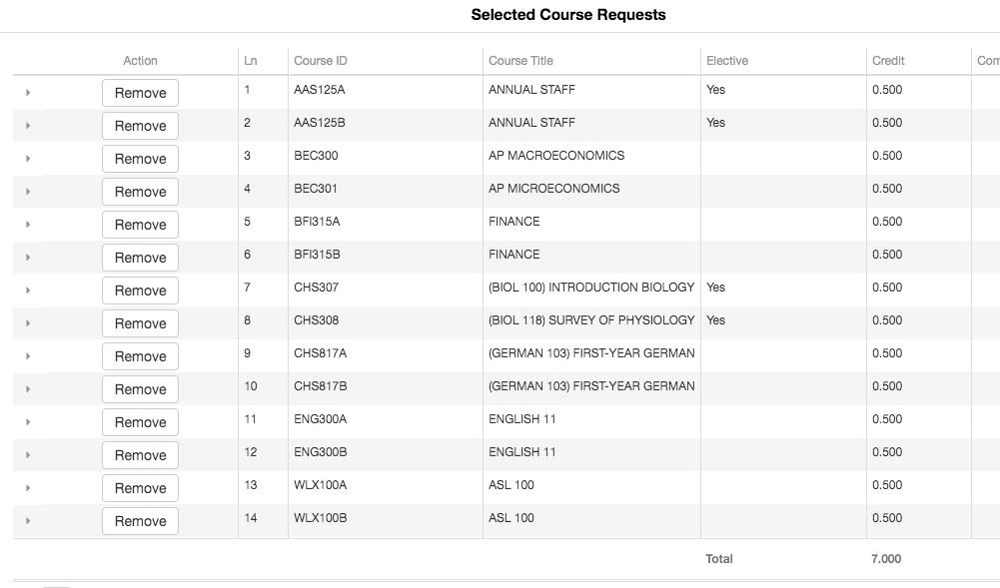 Selected Course Requests
Action Ln Course ID Course Title Elective Credit Com
Remove 1 AAS125A ANNUAL STAFF Yes 0.500
Remove 2 AAS125B ANNUAL STAFF Yes 0.500
Remove 3 BEC300 AP MACROECONOMICS 0.500
Remove 4 BEC301 AP MICROECONOMICS 0.500
Remove 5 BFI315A FINANCE 0.500
Remove 6 BFI315B FINANCE 0.500
Remove 7 CHS307 (BIOL 100) INTRODUCTION BIOLOGY Yes 0.500
Remove 8 CHS308 (BIOL 118) SURVEY OF PHYSIOLOGY Yes 0.500
Remove 9 CHS817A (GERMAN 103) FIRST-YEAR GERMAN 0.500
Remove 10 CHS817B (GERMAN 103) FIRST-YEAR GERMAN 0.500
Remove 11 ENG300A ENGLISH 11 0.500
Remove 12 ENG300B ENGLISH 11 0.500
Remove 13 WLX100A ASL 100 0.500
Remove 14 WLX100B ASL 100 0.500
Total 7.000